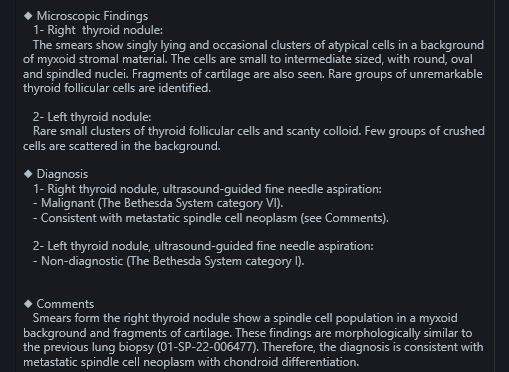 ◆ Microscopic Findings
1- Right thyroid nodule:
The smears show singly lying and occasional clusters of atypical cells in a background
of myxoid stromal material. The cells are small to intermediate sized, with round, oval
and spindled nuclei. Fragments of cartilage are also seen. Rare groups of unremarkable
thyroid follicular cells are identified.
2- Left thyroid nodule:
Rare small clusters of thyroid follicular cells and scanty colloid. Few groups of crushed
cells are scattered in the background.
◆ Diagnosis
1- Right thyroid nodule, ultrasound-guided fine needle aspiration:
- Malignant (The Bethesda System category VI).
- Consistent with metastatic spindle cell neoplasm (see Comments).
2- Left thyroid nodule, ultrasound-guided fine needle aspiration:
- Non-diagnostic (The Bethesda System category I).
◆ Comments
Smears form the right thyroid nodule show a spindle cell population in a myxoid
background and fragments of cartilage. These findings are morphologically similar to
the previous lung biopsy (01-SP-22-006477). Therefore, the diagnosis is consistent with
metastatic spindle cell neoplasm with chondroid differentiation.